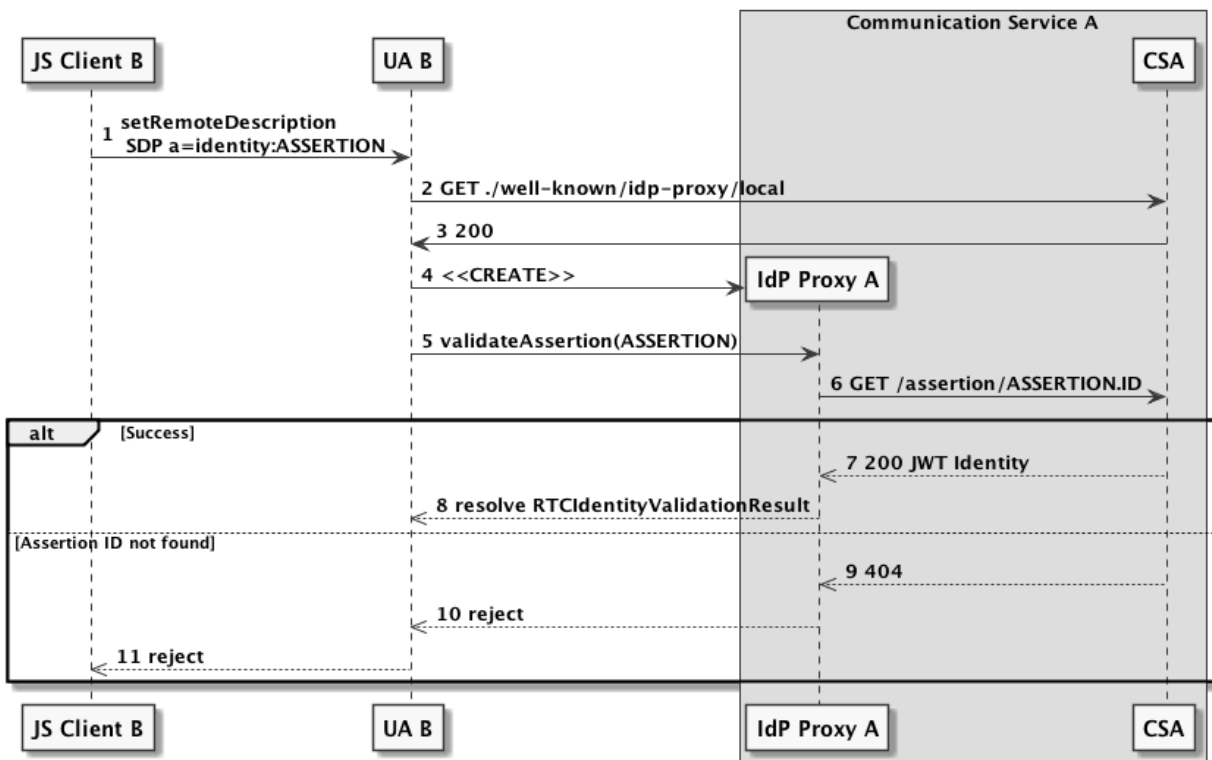 Communication Service A
JS Client B
UA B
CSA
1 setRemoteDescription
SDP a=identity:ASSERTION
2 GET ./well-known/idp-proxy/local
3 200
4 <<CREATE>>
IdP Proxy A
5 validateAssertion(ASSERTION)
6 GET /assertion/ASSERTION.ID
alt [Success]
7 200 JWT Identity
8 resolve RTCIdentityValidationResult
[Assertion ID not found]
9 404
10 reject
11 reject
JS Client B
UA B
IdP Proxy A
CSA